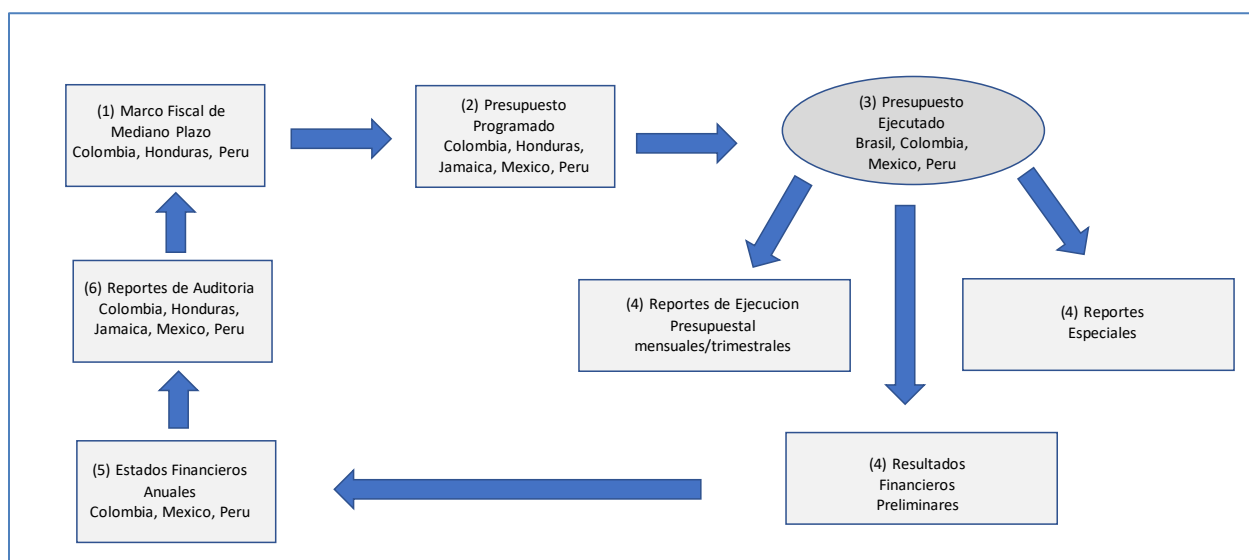 (1) Marco Fiscal de
Mediano Plazo
Colombia, Honduras, Peru
(2) Presupuesto
Programado
Colombia, Honduras,
Jamaica, Mexico, Peru
(3) Presupuesto
Ejecutado
Brasil, Colombia,
Mexico, Peru
(6) Reportes de Auditoria
Colombia, Honduras,
Jamaica, Mexico, Peru
(4) Reportes de Ejecucion
Presupuestal
mensuales/trimestrales
(4) Reportes
Especiales
(5) Estados Financieros
Anuales
Colombia, Mexico, Peru
(4) Resultados
Financieros
Preliminares